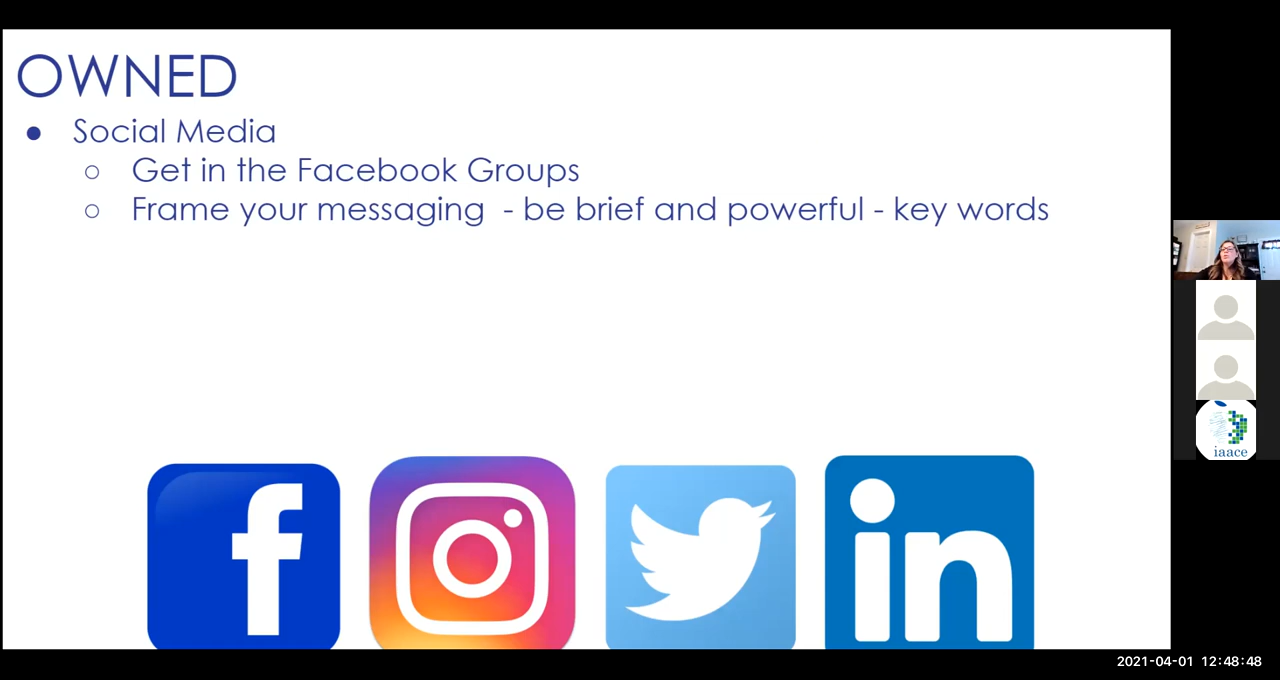 OWNED
● Social Media
○ Get in the Facebook Groups
○ Frame your messaging - be brief and powerful - key words
f
in
iaace
2021-04-01 12:48:48